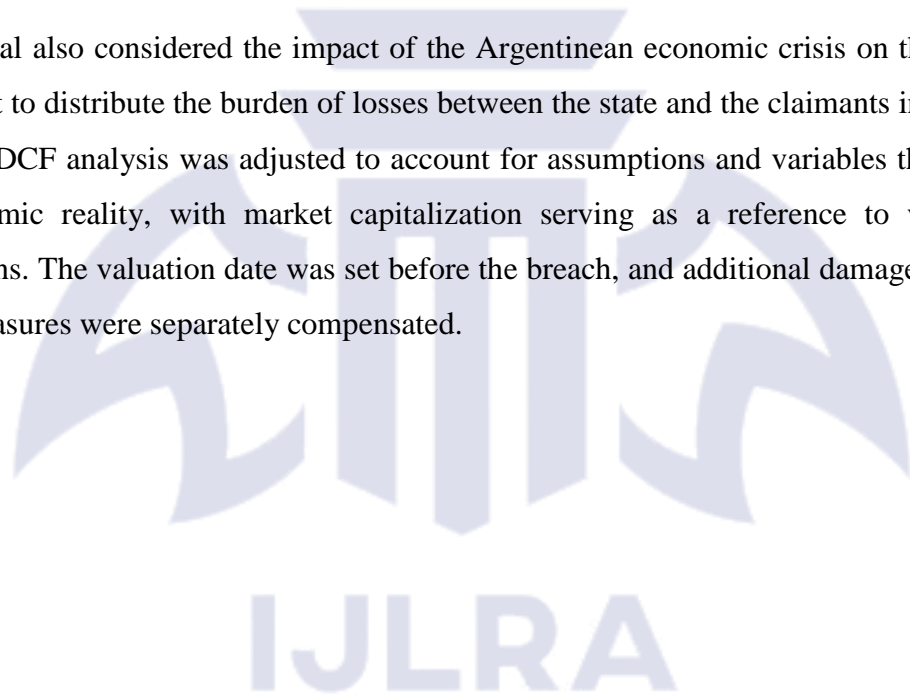 al also considered the impact of the Argentinean economic crisis on th
t to distribute the burden of losses between the state and the claimants in
DCF analysis was adjusted to account for assumptions and variables th
mic reality, with market capitalization serving as a reference to v
ns. The valuation date was set before the breach, and additional damage
asures were separately compensated.
IJLRA